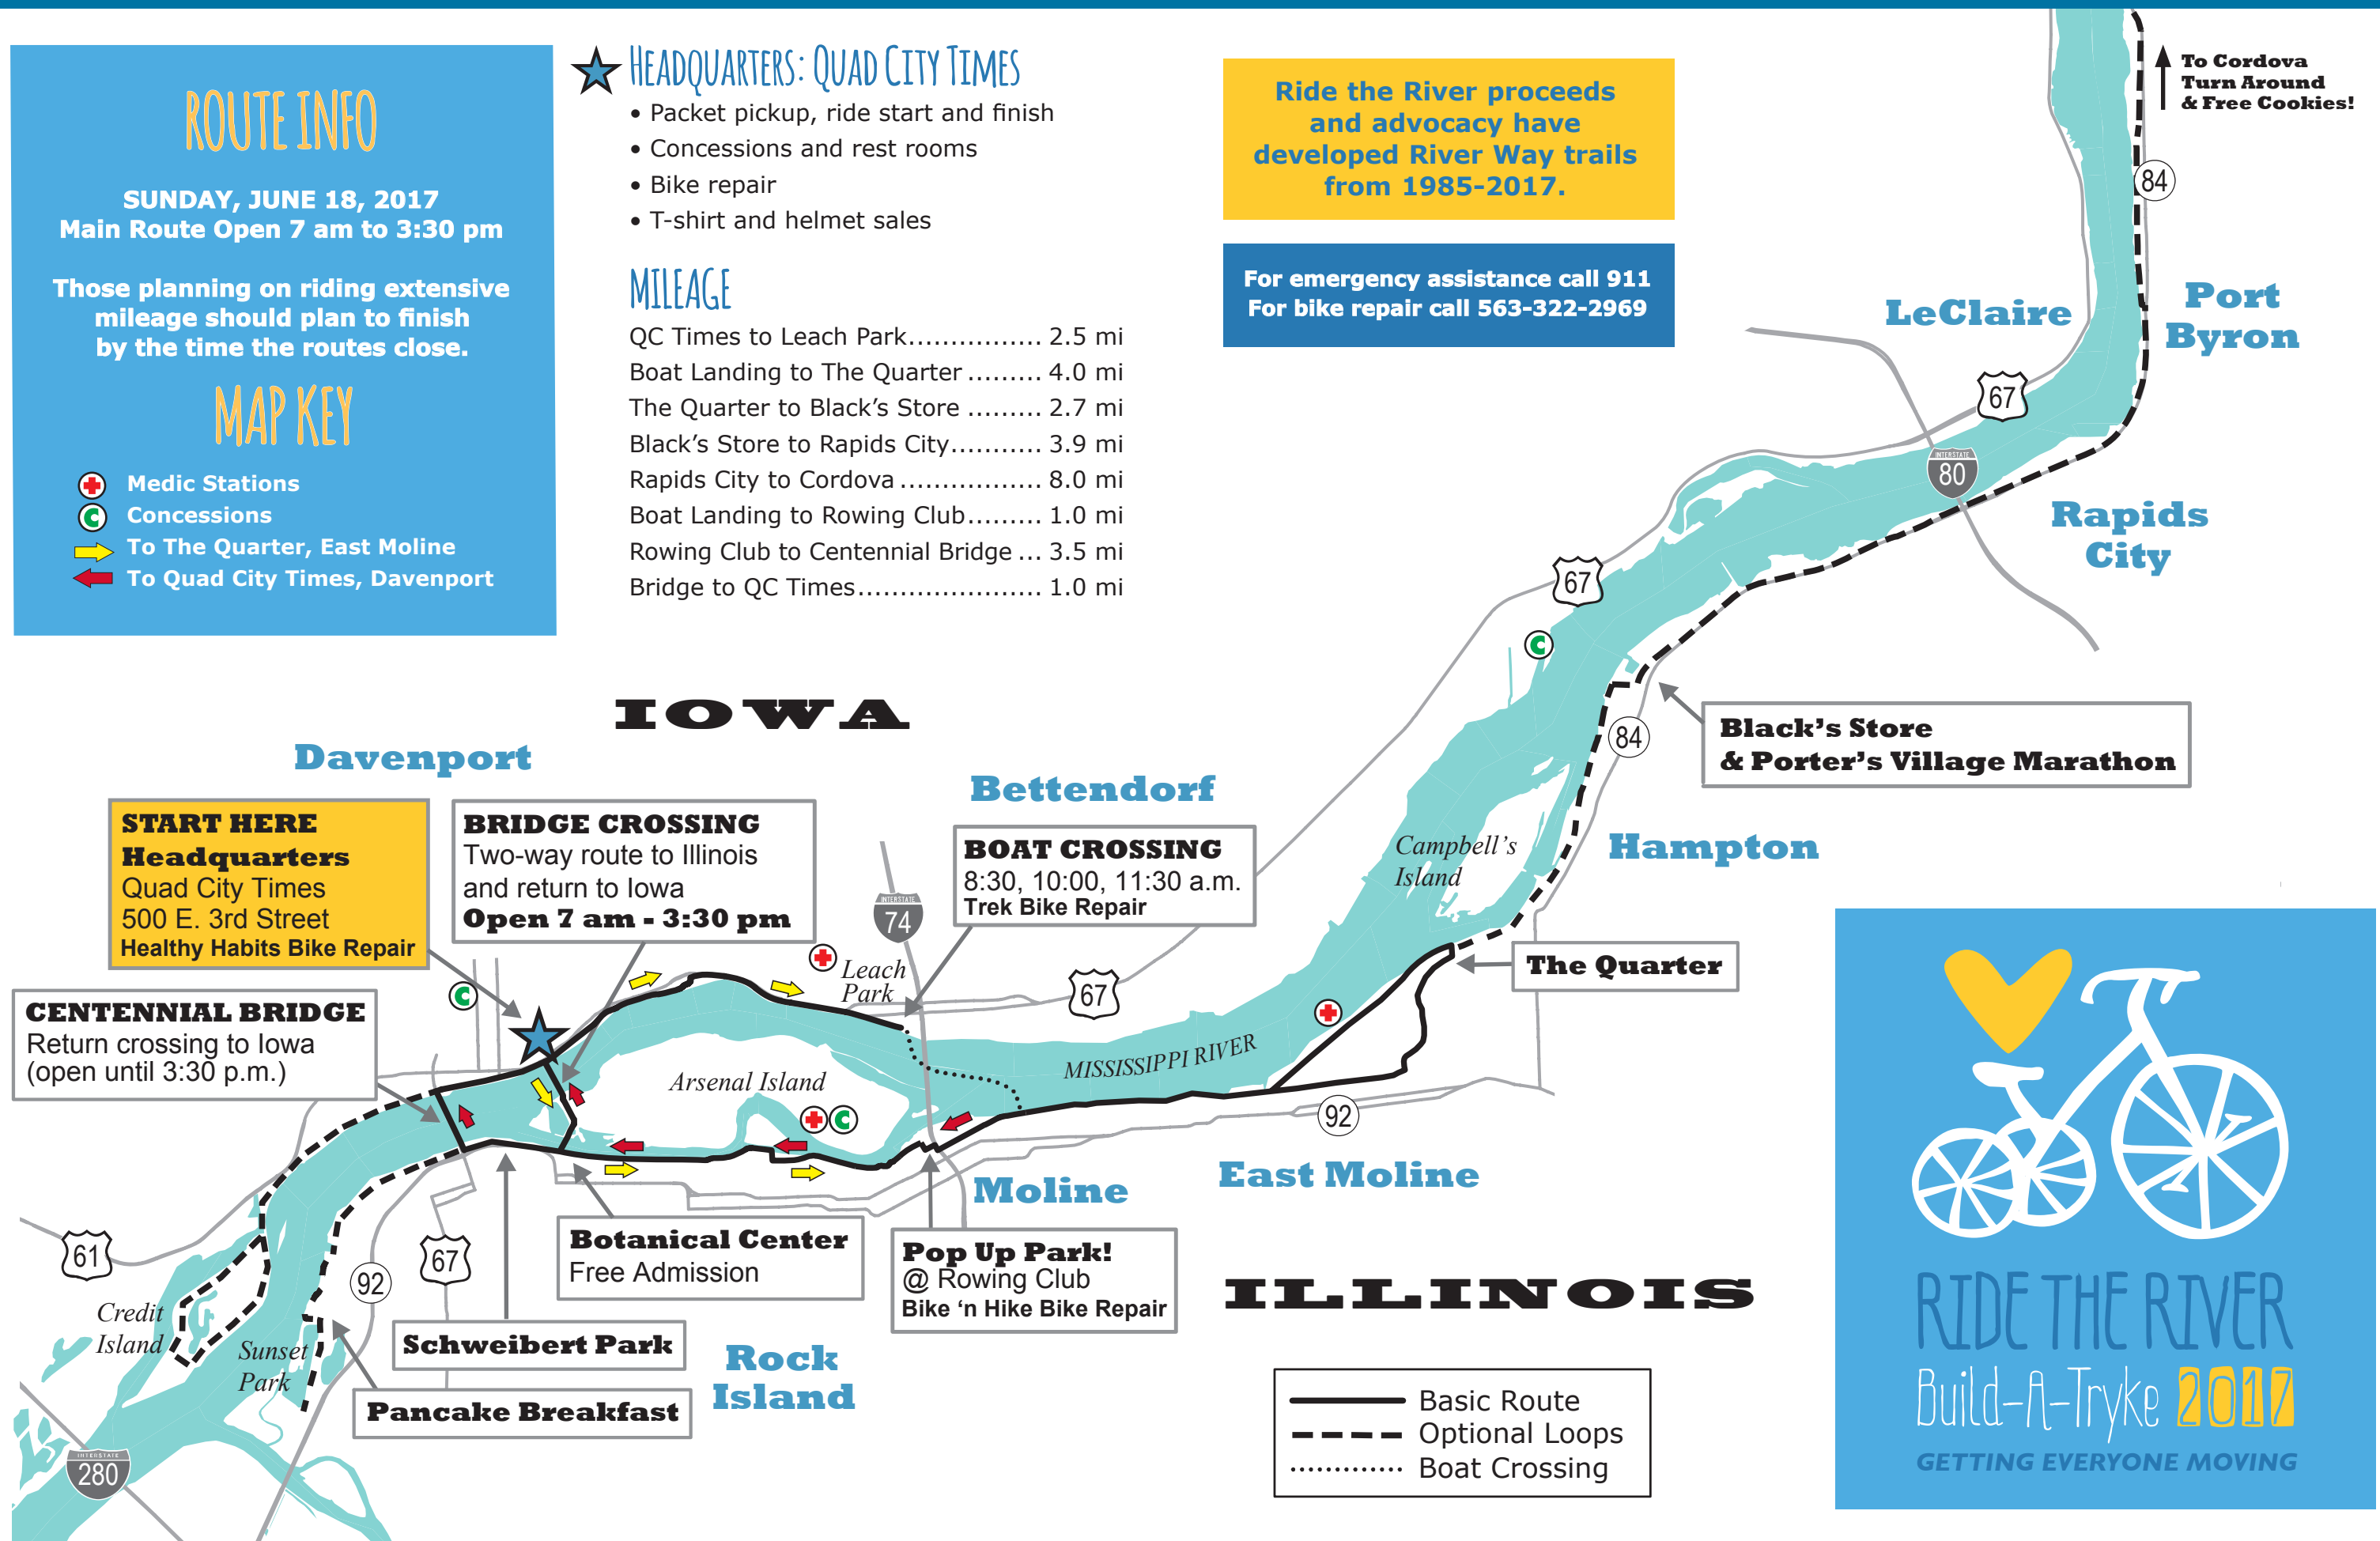 ROUTE INFO
SUNDAY, JUNE 18, 2017
Main Route Open 7 am to 3:30 pm
Those planning on riding extensive
mileage should plan to finish
by the time the routes close.
MAP KEY
Medic Stations
C Concessions
To The Quarter, East Moline
To Quad City Times, Davenport
HEADQUARTERS: QUAD CITY TIMES
• Packet pickup, ride start and finish
• Concessions and rest rooms
• Bike repair
• T-shirt and helmet sales
MILEAGE
QC Times to Leach Park................ 2.5 mi
Boat Landing to The Quarter ......... 4.0 mi
The Quarter to Black's Store ......... 2.7 mi
Black's Store to Rapids City........... 3.9 mi
Rapids City to Cordova ................. 8.0 mi
Boat Landing to Rowing Club......... 1.0 mi
Rowing Club to Centennial Bridge ... 3.5 mi
Bridge to QC Times...................... 1.0 mi
Ride the River proceeds
and advocacy have
developed River Way trails
from 1985-2017.
For emergency assistance call 911
For bike repair call 563-322-2969
To Cordova
Turn Around
& Free Cookies!
84
LeClaire
Port
Byron
67
INTERSTATE
80
Rapids
City
67
C
84
Black's Store
& Porter's Village Marathon
IOWA
Davenport
Bettendorf
Campbell's
Island
Hampton
START HERE
Headquarters
Quad City Times
500 E. 3rd Street
Healthy Habits Bike Repair
BRIDGE CROSSING
Two-way route to Illinois
and return to Iowa
Open 7 am - 3:30 pm
INTERSTATE
74
BOAT CROSSING
8:30, 10:00, 11:30 a.m.
Trek Bike Repair
CENTENNIAL BRIDGE
Return crossing to Iowa
(open until 3:30 p.m.)
C
Leach
Park
67
The Quarter
Arsenal Island
MISSISSIPPI RIVER
C
92
East Moline
Moline
61
67
92
Botanical Center
Free Admission
Pop Up Park!
@ Rowing Club
Bike ‘n Hike Bike Repair
ILLINOIS
Credit
Island
Sunset
Park
Schweibert Park
Pancake Breakfast
Rock
Island
INTERSTATE
280
Basic Route
Optional Loops
Boat Crossing
RIDE THE RIVER
Build-A-Tryke 2017
GETTING EVERYONE MOVING